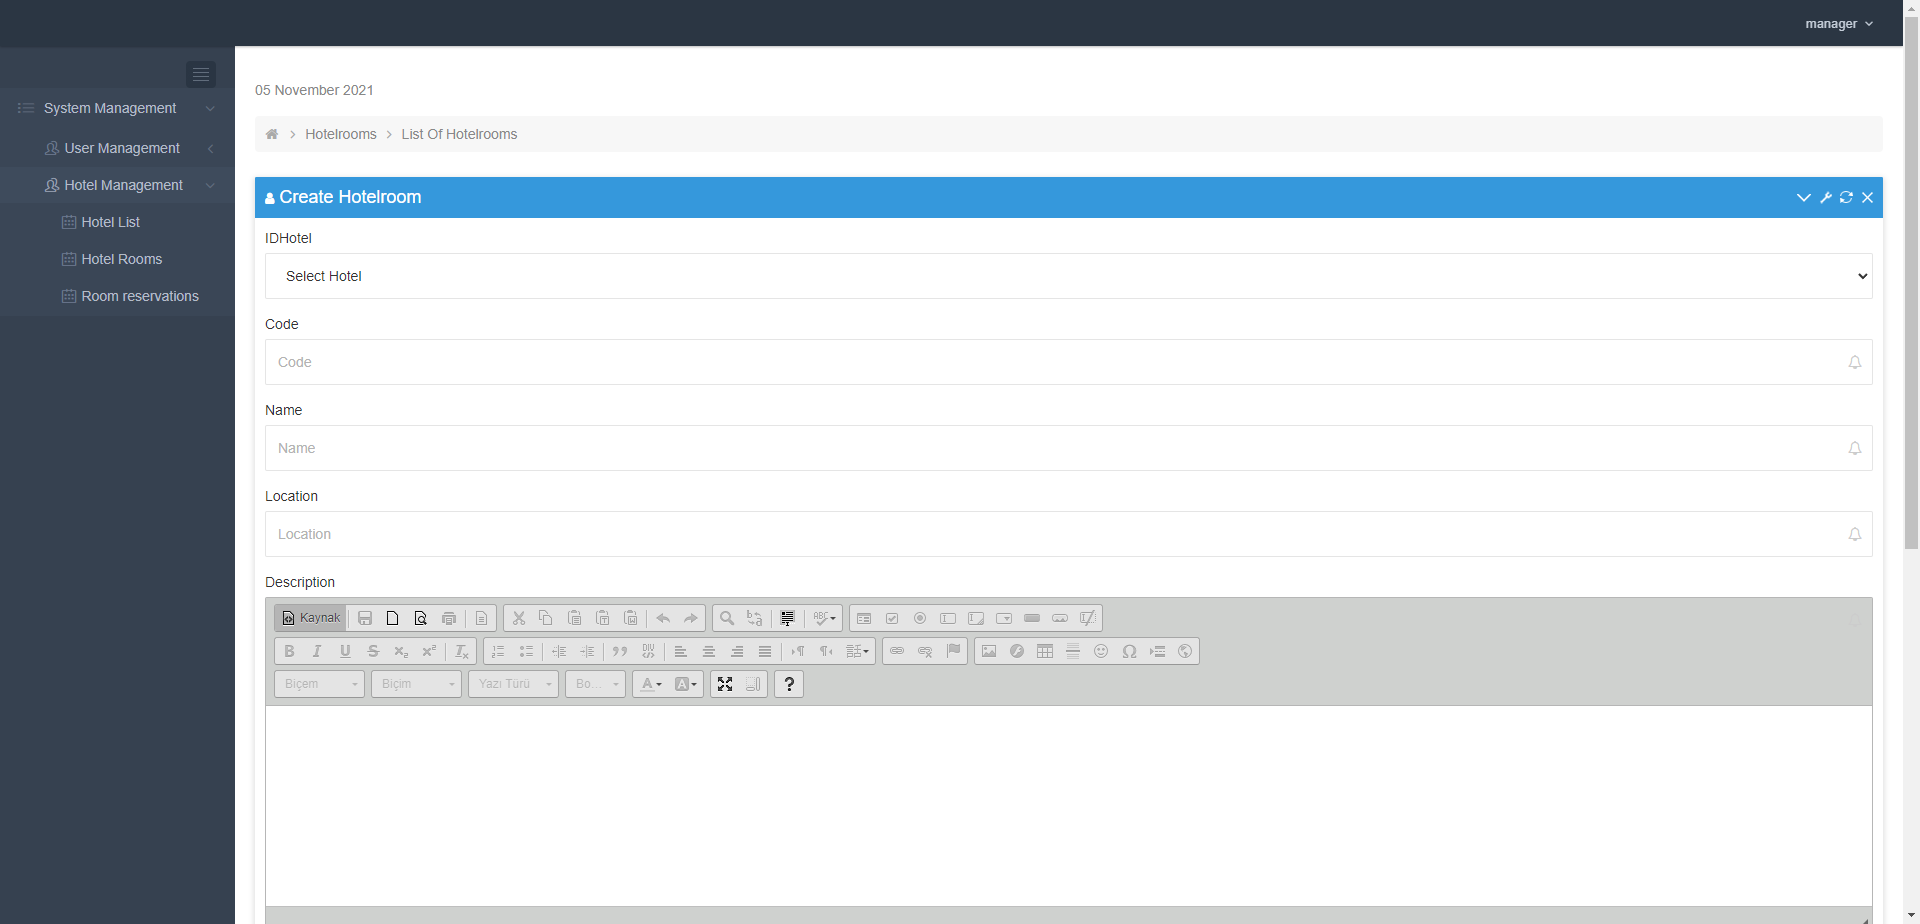 manager
05 November 2021
System Management
Hotelrooms
List Of Hotelrooms
User Management
Hotel Management
Create Hotelroom
Hotel List
IDHotel
Hotel Rooms
Select Hotel
Room reservations
Code
Code
Name
Name
Location
Location
Description
Kaynak
Biçem
Biçim
Yazı Türü
Bo...